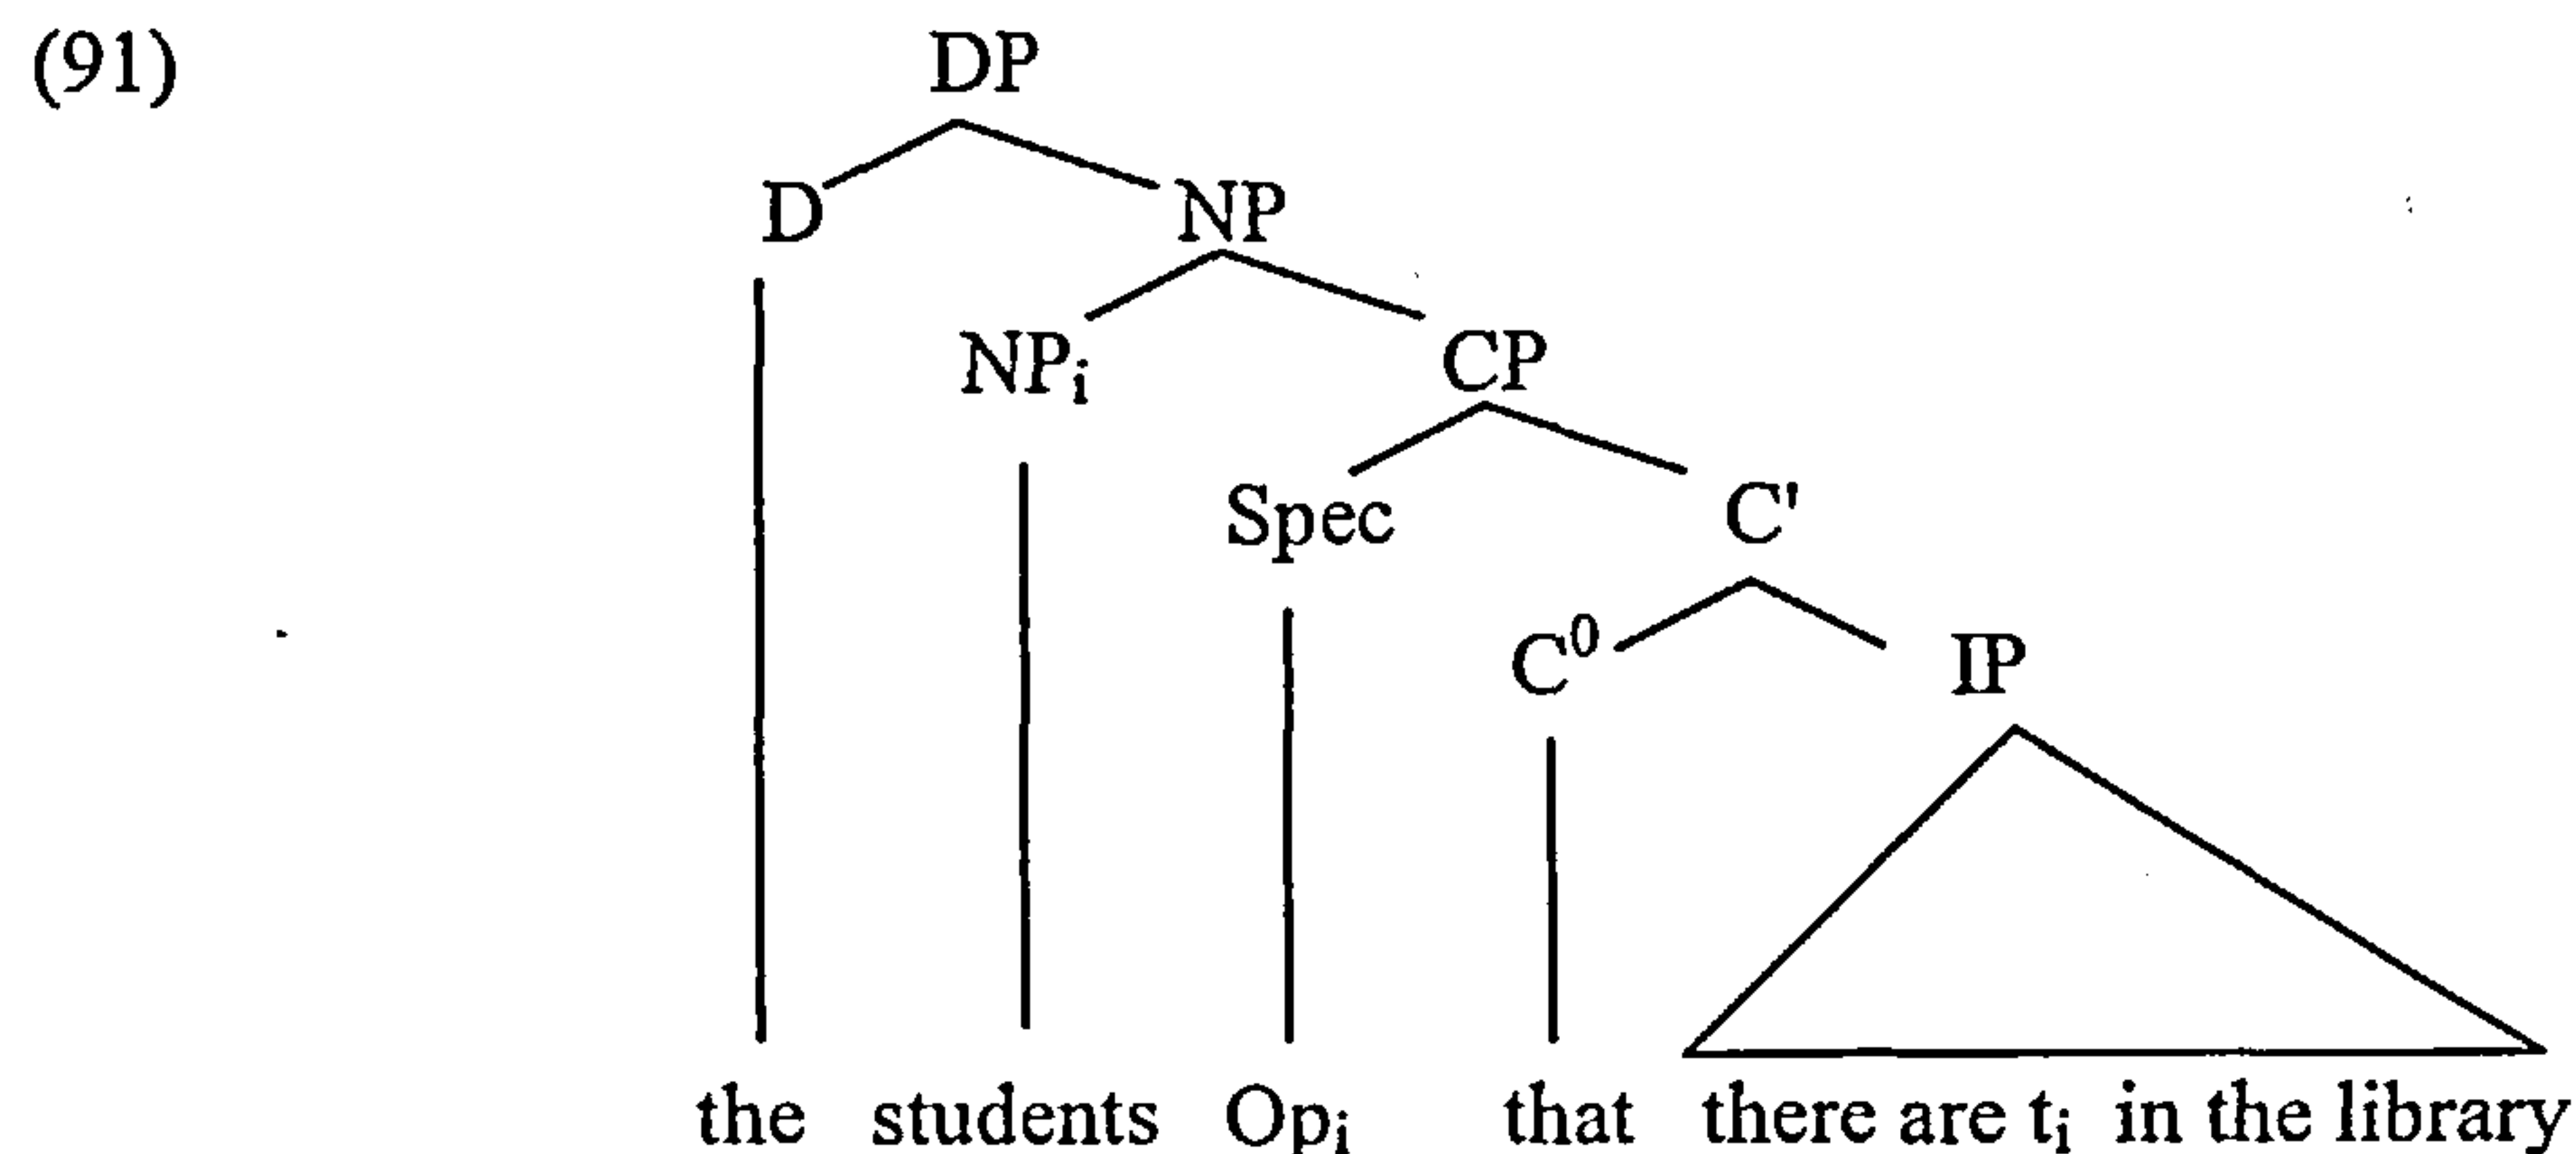 (91) DP
D NP
NPᵢ CP
Spec C'
C⁰ IP
the students Opᵢ that there are tᵢ in the library